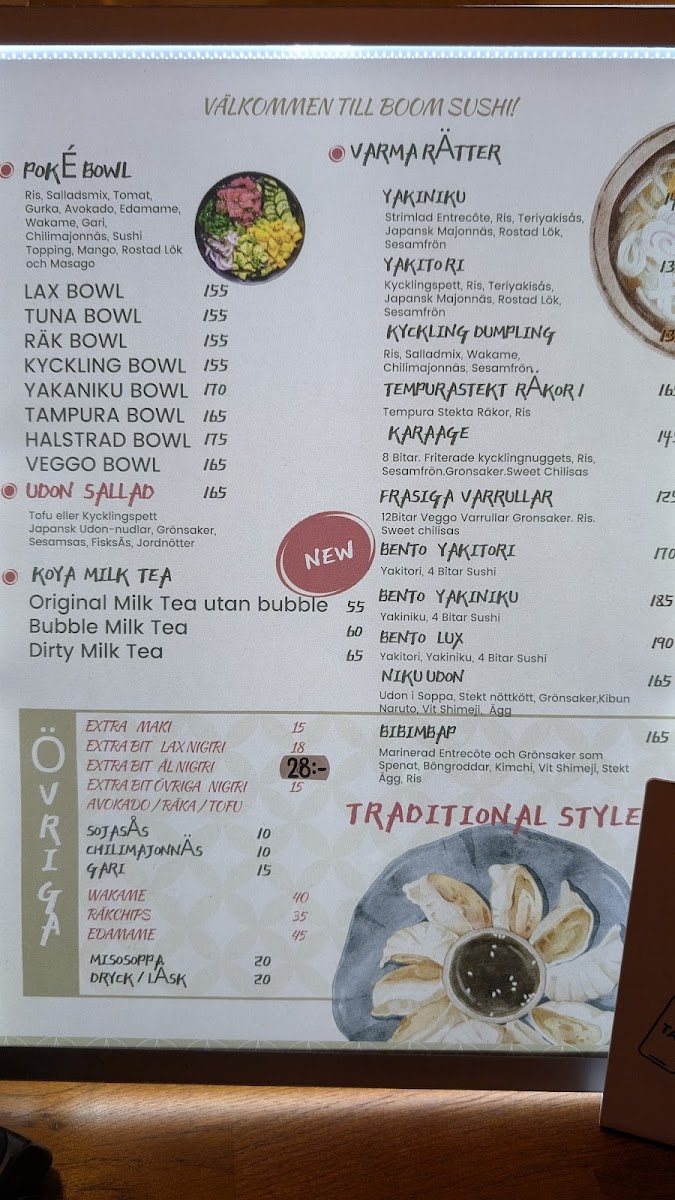 VÄLKOMMEN TILL BOOM SUSHI!
POKÉ BOWL
Ris, Salladsmix, Tomat,
Gurka, Avokado, Edamame,
Wakame, Gari,
Chilimajonnäs, Sushi
Topping, Mango, Rostad Lök
och Masago
LAX BOWL 155
TUNA BOWL 155
RÄK BOWL 155
KYCKLING BOWL 155
YAKANIKU BOWL 170
TAMPURA BOWL 165
HALSTRAD BOWL 175
VEGGO BOWL 165
UDON SALLAD 165
Tofu eller Kycklingspett
Japansk Udon-nudlar, Grönsaker,
Sesamsas, FisksÅs, Jordnötter
KOYA MILK TEA
Original Milk Tea utan bubble 55
Bubble Milk Tea 60
Dirty Milk Tea 65
NEW
VARMA RÄTTER
YAKINIKU
Strimlad Entrecôte, Ris, Teriyakisås,
Japansk Majonnäs, Rostad Lök,
Sesamfrön
YAKITORI
Kycklingspett, Ris, Teriyakisås,
Japansk Majonnäs, Rostad Lök,
Sesamfrön
KYCKLING DUMPLING
Ris, Salladmix, Wakame,
Chilimajonnäs, Sesamfrön
TEMPURASTEKT RÄKOR /
Tempura Stekta Räkor, Ris
KARAAGE
8 Bitar. Friterade kycklingnuggets, Ris,
Sesamfrön.Gronsaker.Sweet Chilisas
FRASIGA VARRULLAR 125
12Bitar Veggo Varrullar Gronsaker. Ris.
Sweet chilisas
BENTO YAKITORI 170
Yakitori, 4 Bitar Sushi
BENTO YAKINIKU 185
Yakiniku, 4 Bitar Sushi
BENTO LUX 190
Yakitori, Yakiniku, 4 Bitar Sushi
NIKU UDON 165
Udon i Soppa, Stekt nöttkött, Grönsaker,Kibun
Naruto, Vit Shimeji, Ägg
BIBIMBAP 165
Marinerad Entrecôte och Grönsaker som
Spenat, Böngroddar, Kimchi, Vit Shimeji, Stekt
Ägg, Ris
TRADITIONAL STYLE
ÖVRIGA
EXTRA MAKI 15
EXTRA BIT LAX NIGIRI 18
EXTRA BIT ÅL NIGIRI 28:-
EXTRA BIT ÖVRIGA NIGIRI 15
AVOKADO / RÄKA / TOFU
SOJASÅS 10
CHILIMAJONNÄS 10
GARI 15
WAKAME 40
RÄKCHIPS 35
EDAMAME 45
MISOSOPPA 20
DRYCK / LÄSK 20